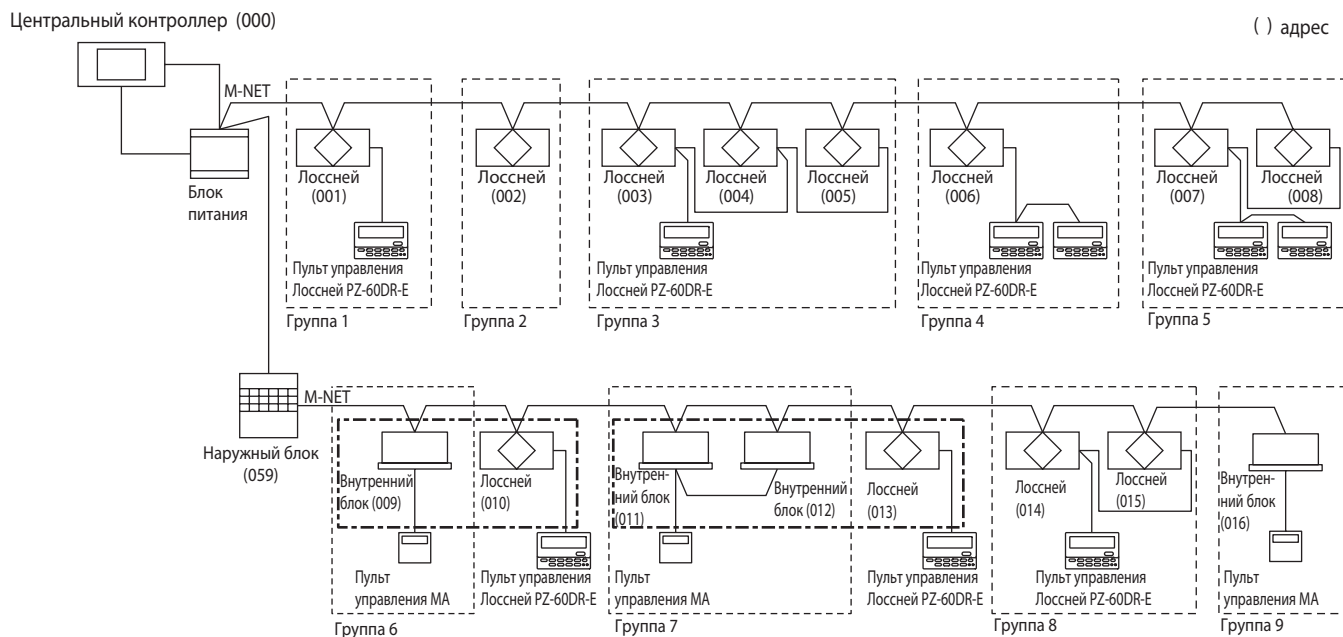 Центральный контроллер (000)
( ) адрес
M-NET
Блок
питания
Лоссней
(001)
Лоссней
(002)
Лоссней
(003)
Лоссней
(004)
Лоссней
(005)
Лоссней
(006)
Лоссней
(007)
Лоссней
(008)
Пульт управления
Лоссней PZ-60DR-E
Пульт управления
Лоссней PZ-60DR-E
Пульт управления
Лоссней PZ-60DR-E
Пульт управления
Лоссней PZ-60DR-E
Группа 1
Группа 2
Группа 3
Группа 4
Группа 5
Наружный блок
(059)
M-NET
Внутренний
блок (009)
Лоссней
(010)
Внутрен-
ний блок
(011)
Внутренний
блок (012)
Лоссней
(013)
Лоссней
(014)
Лоссней
(015)
Внутрен-
ний блок
(016)
Пульт
управления MA
Пульт управления
Лоссней PZ-60DR-E
Пульт
управления MA
Пульт управления
Лоссней PZ-60DR-E
Пульт управления
Лоссней PZ-60DR-E
Пульт
управления MA
Группа 6
Группа 7
Группа 8
Группа 9